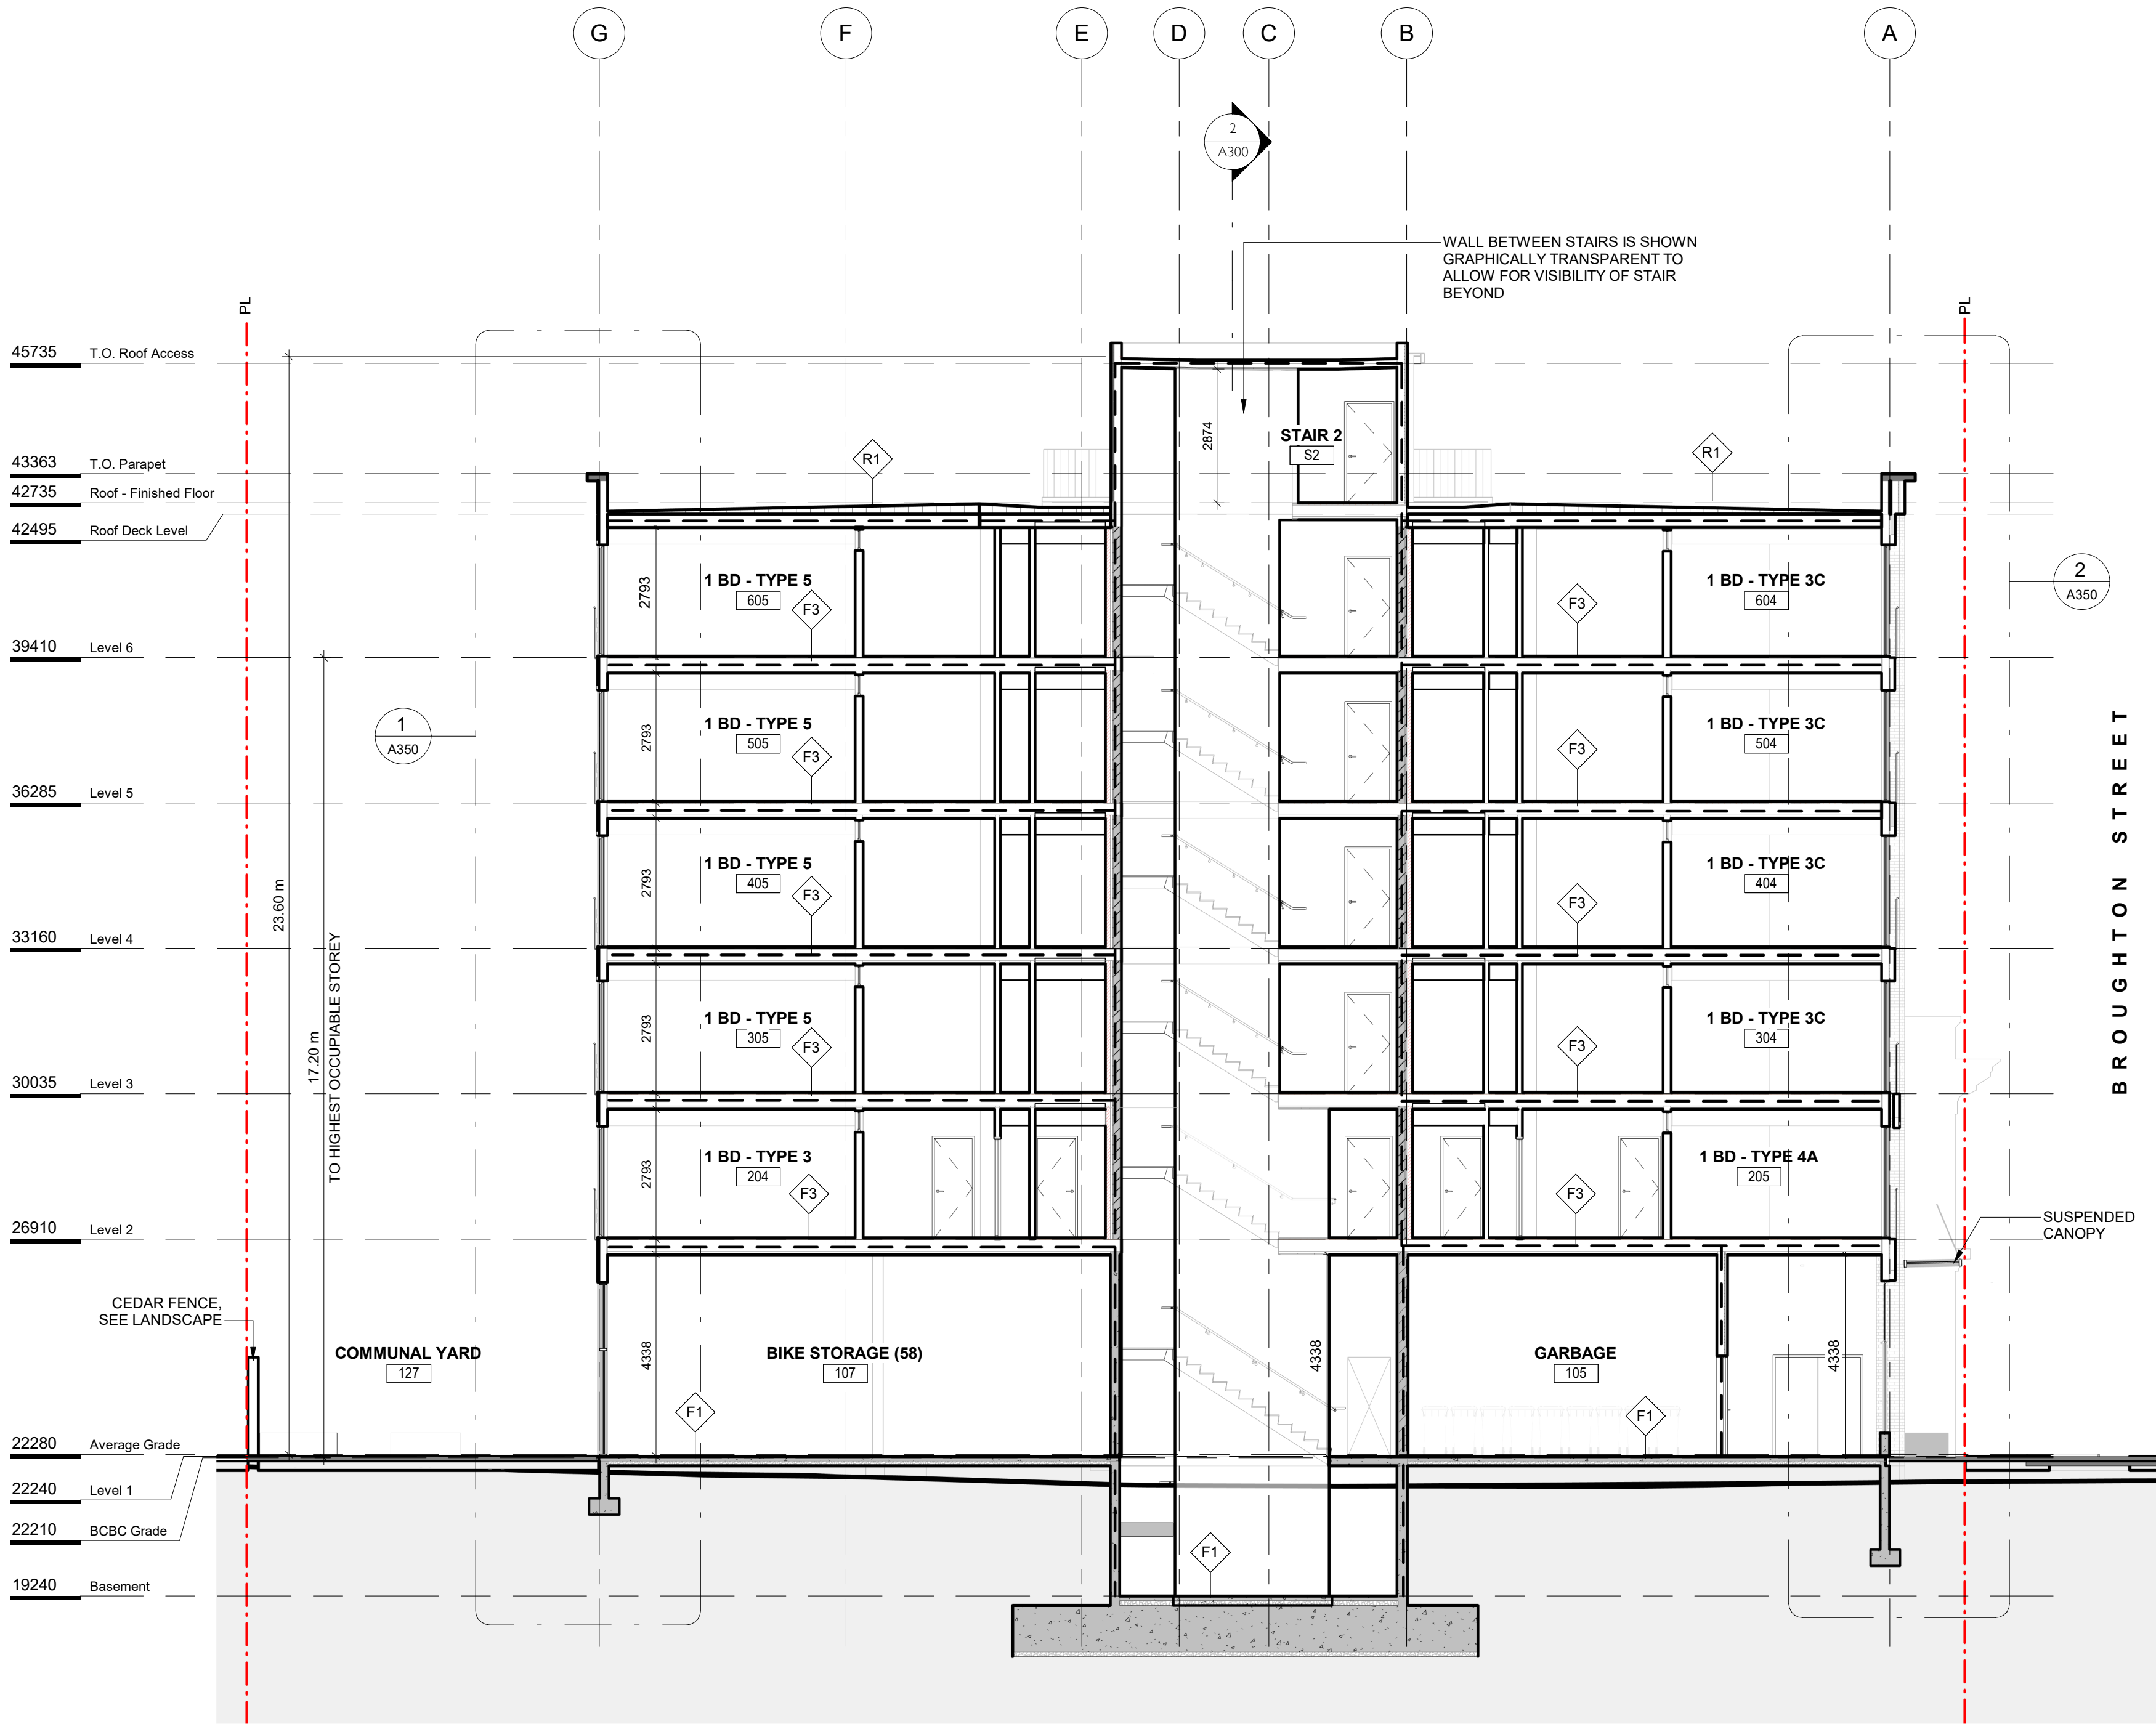 G
F
E
D
C
B
A
2
A300
WALL BETWEEN STAIRS IS SHOWN
GRAPHICALLY TRANSPARENT TO
ALLOW FOR VISIBILITY OF STAIR
BEYOND
PL
PL
45735 T.O. Roof Access
43363 T.O. Parapet
42735 Roof - Finished Floor
42495 Roof Deck Level
39410 Level 6
36285 Level 5
33160 Level 4
30035 Level 3
26910 Level 2
22280 Average Grade
22240 Level 1
22210 BCBC Grade
19240 Basement
23.60 m
17.20 m
TO HIGHEST OCCUPIABLE STOREY
1
A350
2
A350
R1
R1
2874
STAIR 2
S2
2793
1 BD - TYPE 5
605
F3
F3
1 BD - TYPE 3C
604
2793
1 BD - TYPE 5
505
F3
F3
1 BD - TYPE 3C
504
2793
1 BD - TYPE 5
405
F3
F3
1 BD - TYPE 3C
404
2793
1 BD - TYPE 5
305
F3
F3
1 BD - TYPE 3C
304
2793
1 BD - TYPE 3
204
F3
F3
1 BD - TYPE 4A
205
SUSPENDED
CANOPY
BROUGHTON STREET
CEDAR FENCE,
SEE LANDSCAPE
COMMUNAL YARD
127
4338
BIKE STORAGE (58)
107
F1
4338
GARBAGE
105
F1
4338
F1